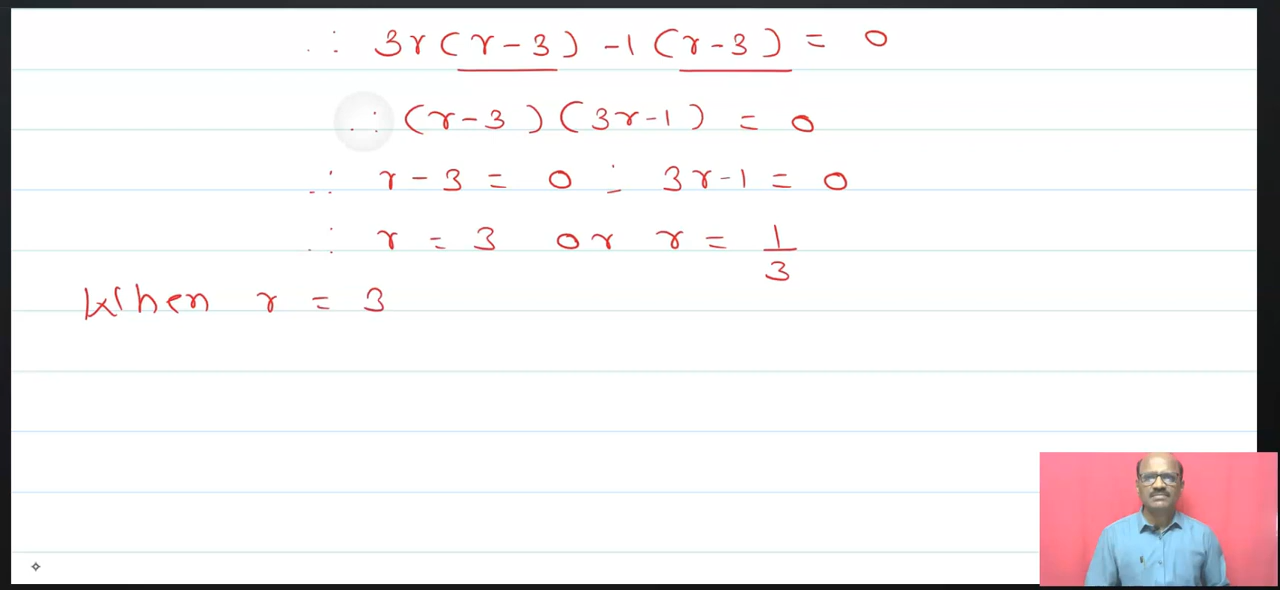 ∴ 3r(r-3) -1(r-3) = 0
∴ (r-3)(3r-1) = 0
∴ r-3 = 0 ∴ 3r-1 = 0
∴ r = 3 or r = 1/3
When r = 3